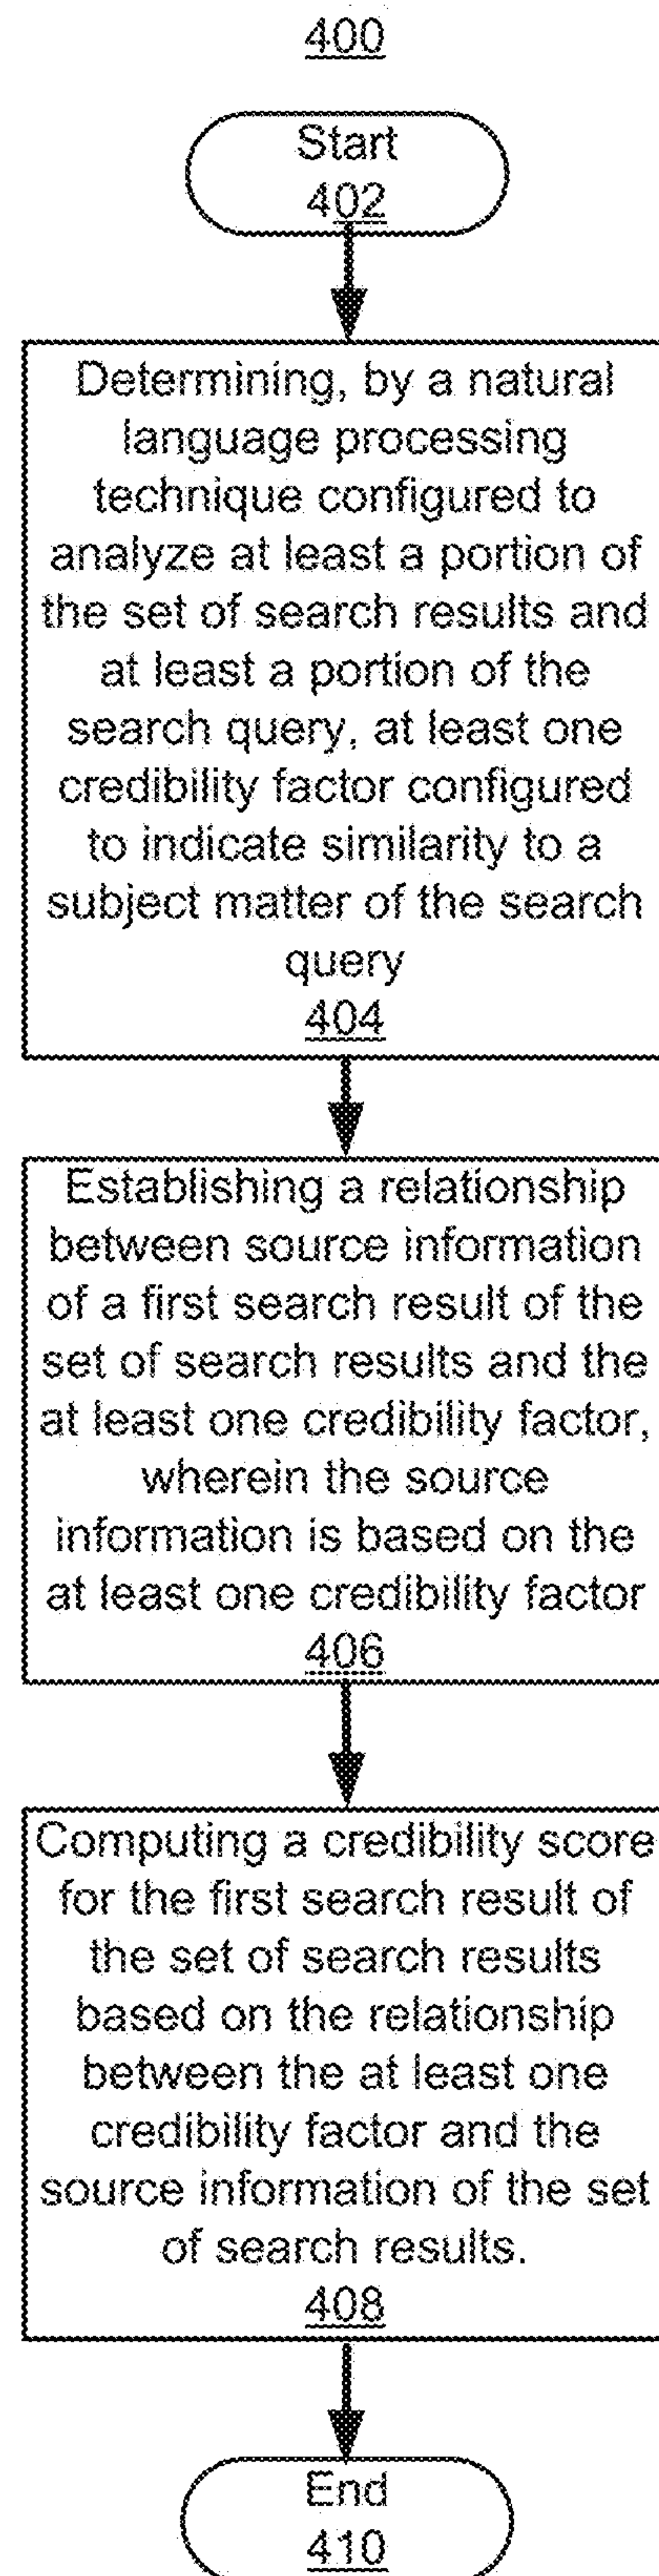 400
Start
402
Determining, by a natural
language processing
technique configured to
analyze at least a portion of
the set of search results and
at least a portion of the
search query, at least one
credibility factor configured
to indicate similarity to a
subject matter of the search
query
404
Establishing a relationship
between source information
of a first search result of the
set of search results and the
at least one credibility factor,
wherein the source
information is based on the
at least one credibility factor
406
Computing a credibility score
for the first search result of
the set of search results
based on the relationship
between the at least one
credibility factor and the
source information of the set
of search results.
408
End
410